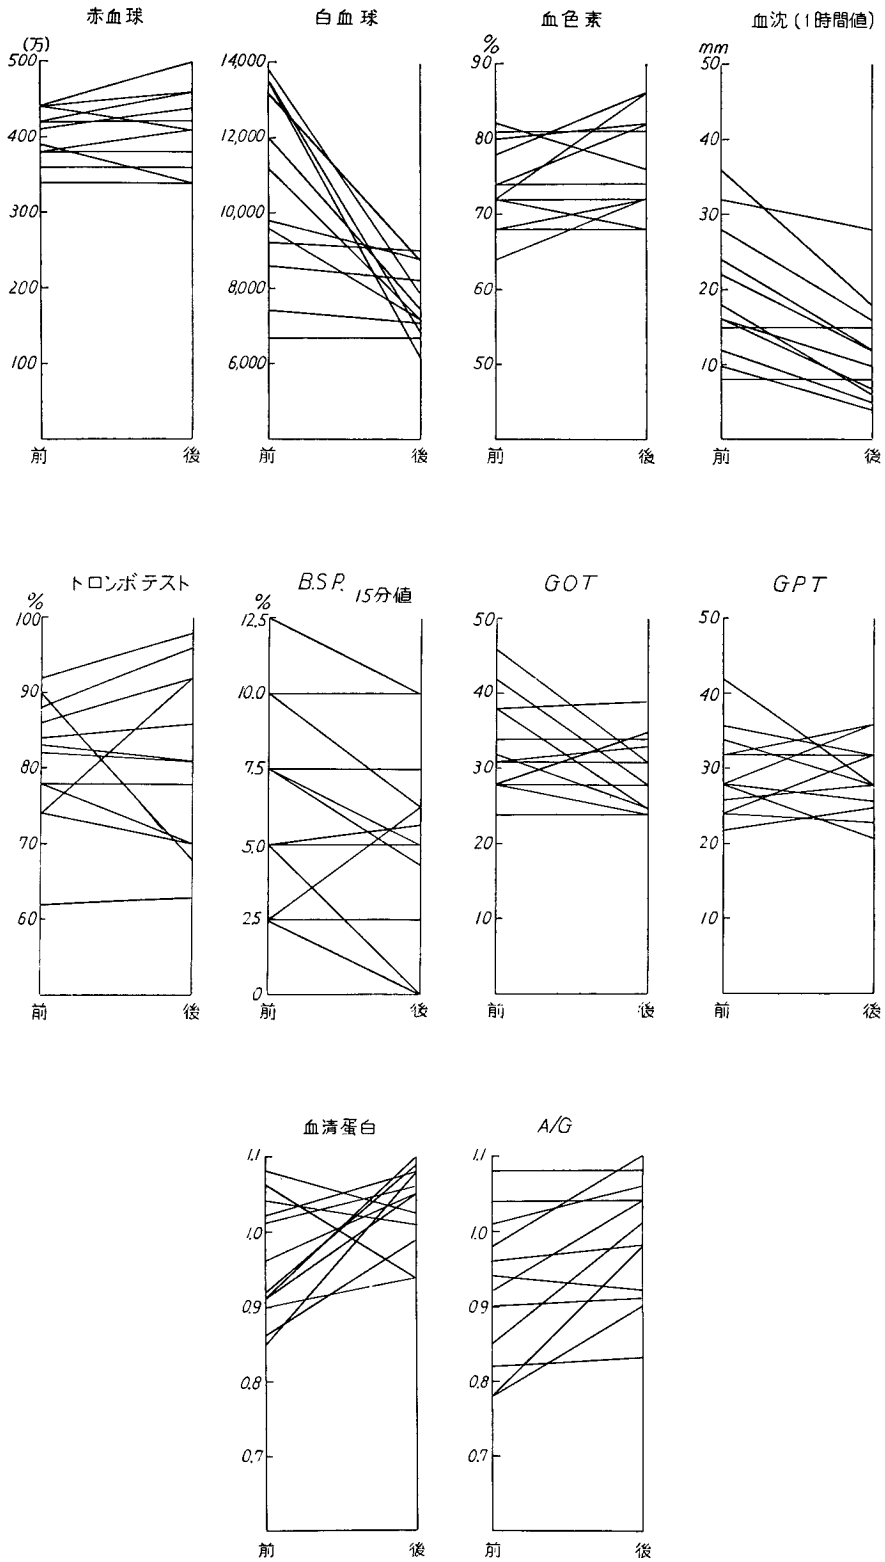 赤血球
(万)
500
400
300
200
100
前 後
白血球
14,000
12,000
10,000
8,000
6,000
前 後
血色素
%
90
80
70
60
50
前 後
血沈(1時間値)
mm
50
40
30
20
10
前 後
トロンボテスト
%
100
90
80
70
60
前 後
B.S.P. 15分値
%
12.5
10.0
7.5
5.0
2.5
0
前 後
GOT
50
40
30
20
10
前 後
GPT
50
40
30
20
10
前 後
血清蛋白
1.1
1.0
0.9
0.8
0.7
前 後
A/G
1.1
1.0
0.9
0.8
0.7
前 後